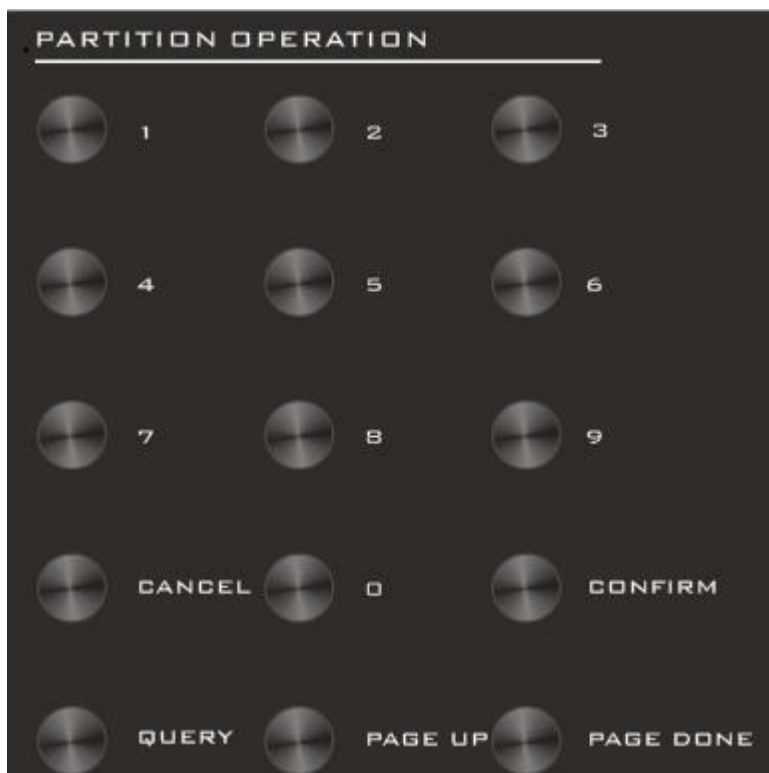 PARTITION OPERATION
1 2 3
4 5 6
7 8 9
CANCEL 0 CONFIRM
QUERY PAGE UP PAGE DONE